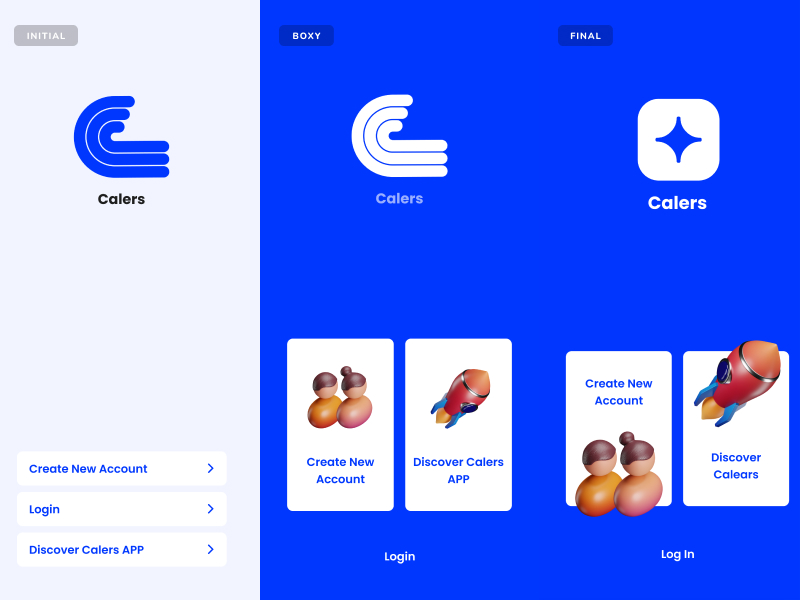 INITIAL
Calers
Create New Account
Login
Discover Calers APP
BOXY
Calers
Create New
Account
Discover Calers
APP
Login
FINAL
Calers
Create New
Account
Discover
Calears
Log In